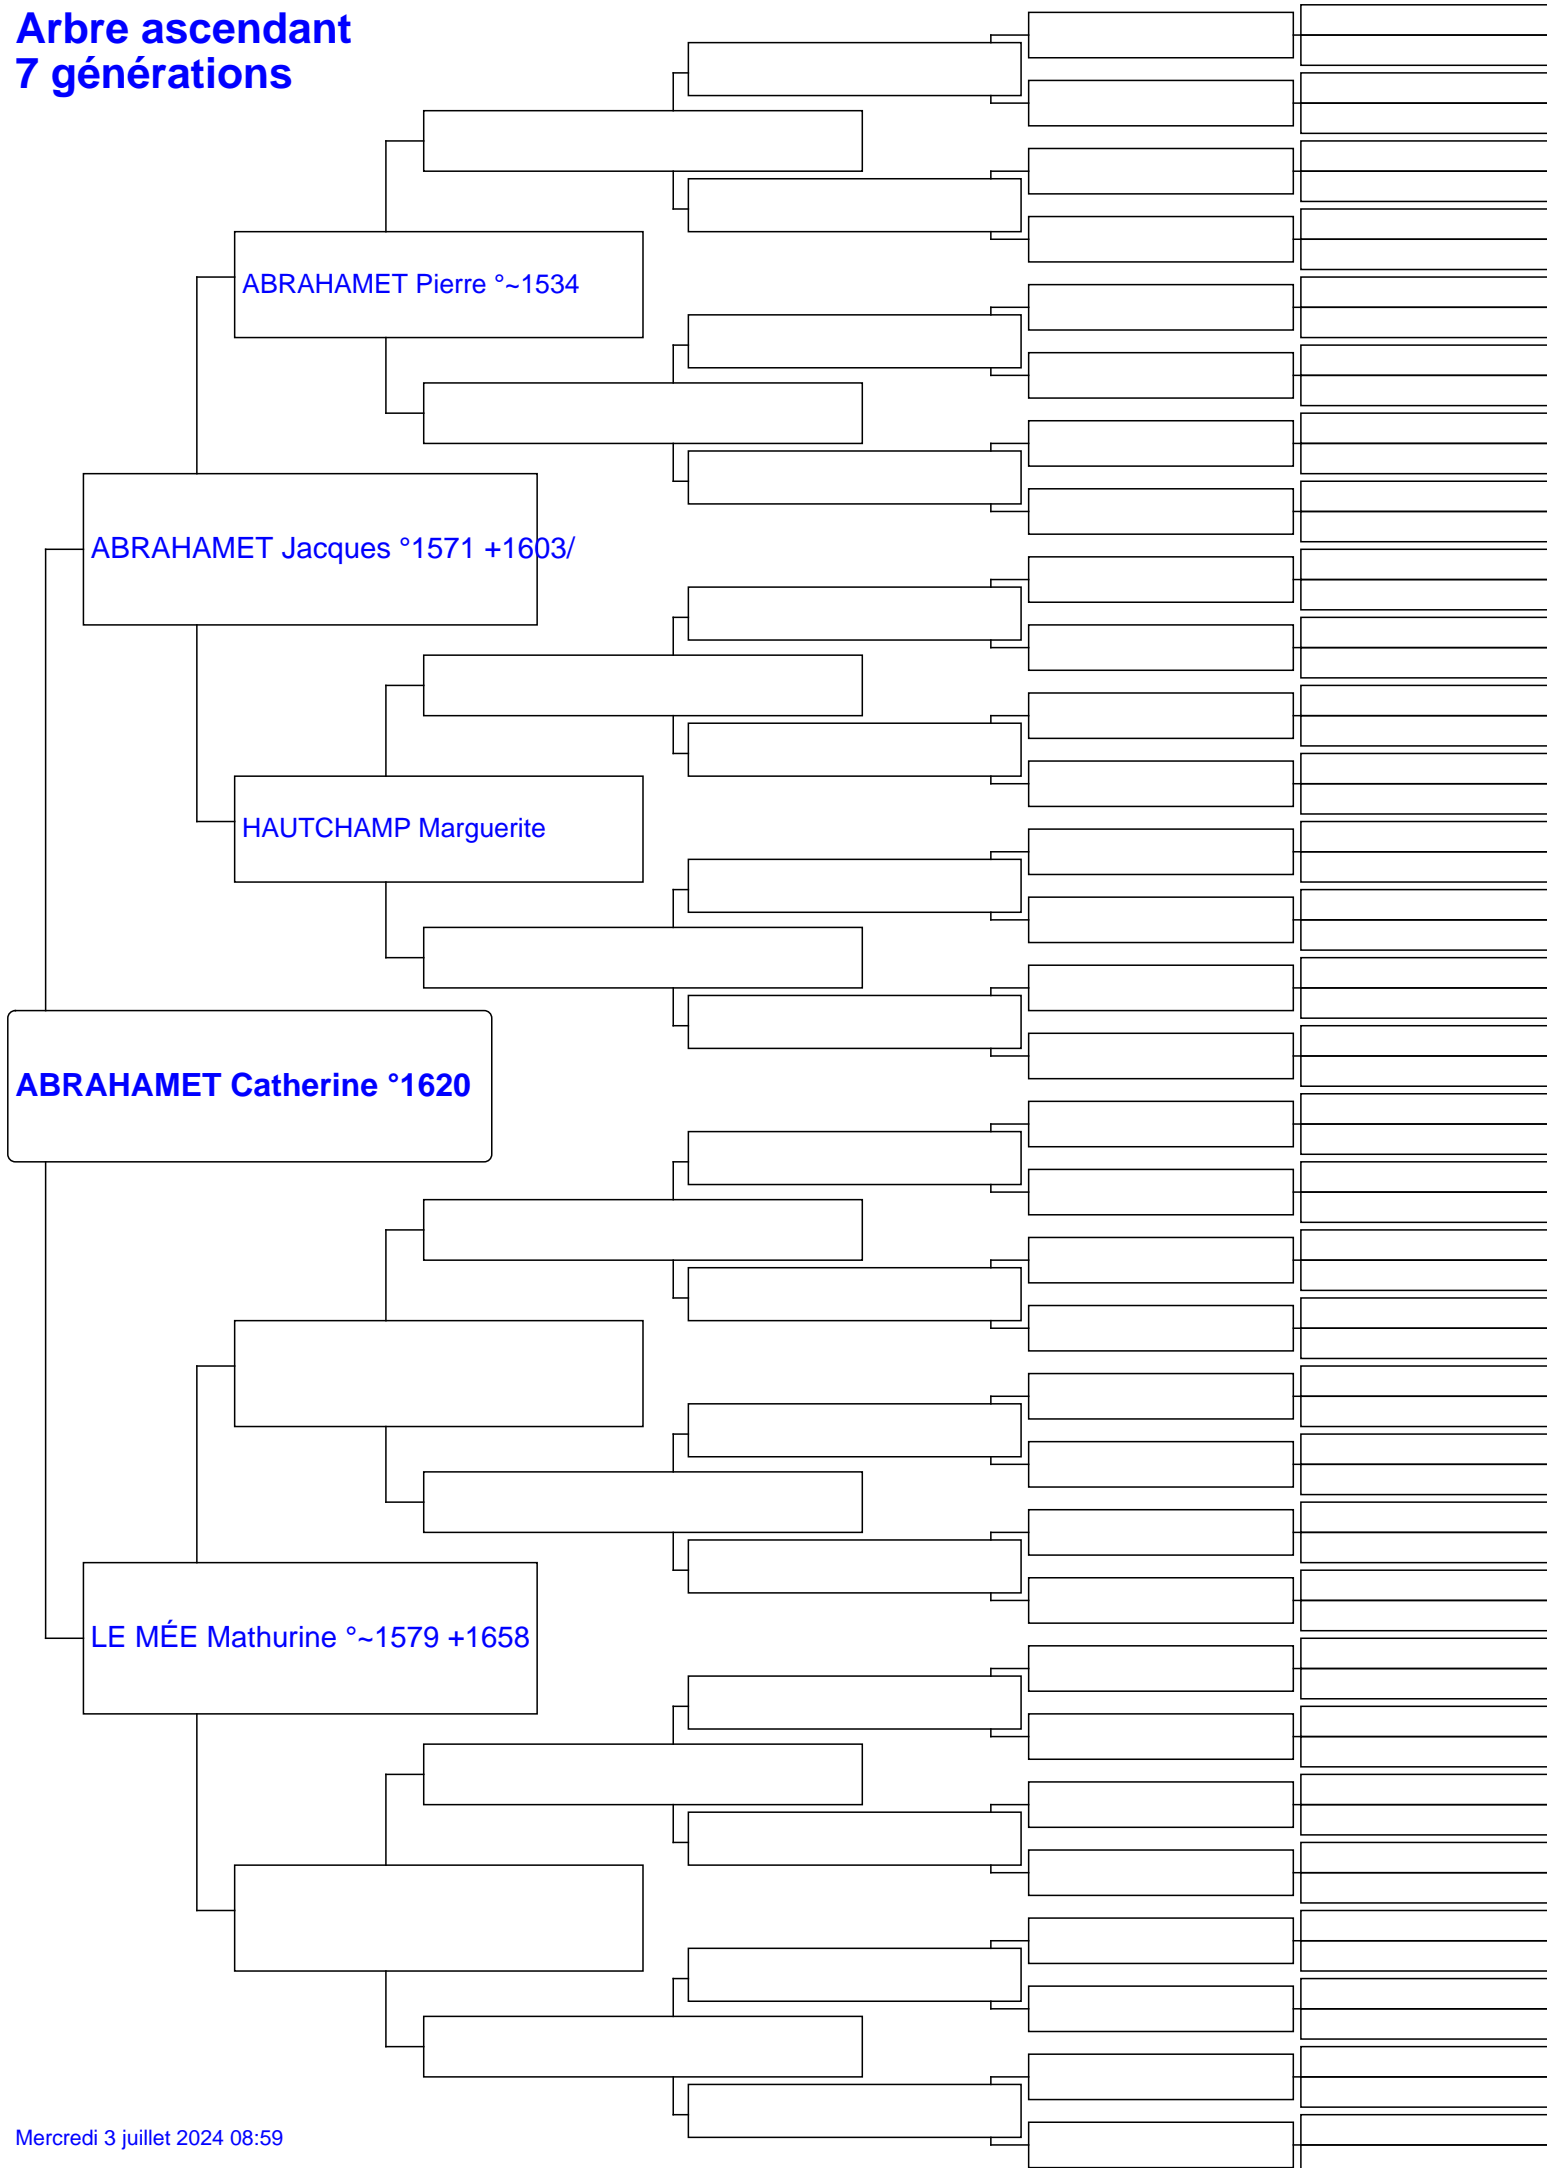 Arbre ascendant
7 générations
ABRAHAMET Pierre °~1534
ABRAHAMET Jacques °1571 +1603/
HAUTCHAMP Marguerite
ABRAHAMET Catherine °1620
LE MÉE Mathurine °~1579 +1658
Mercredi 3 juillet 2024 08:59